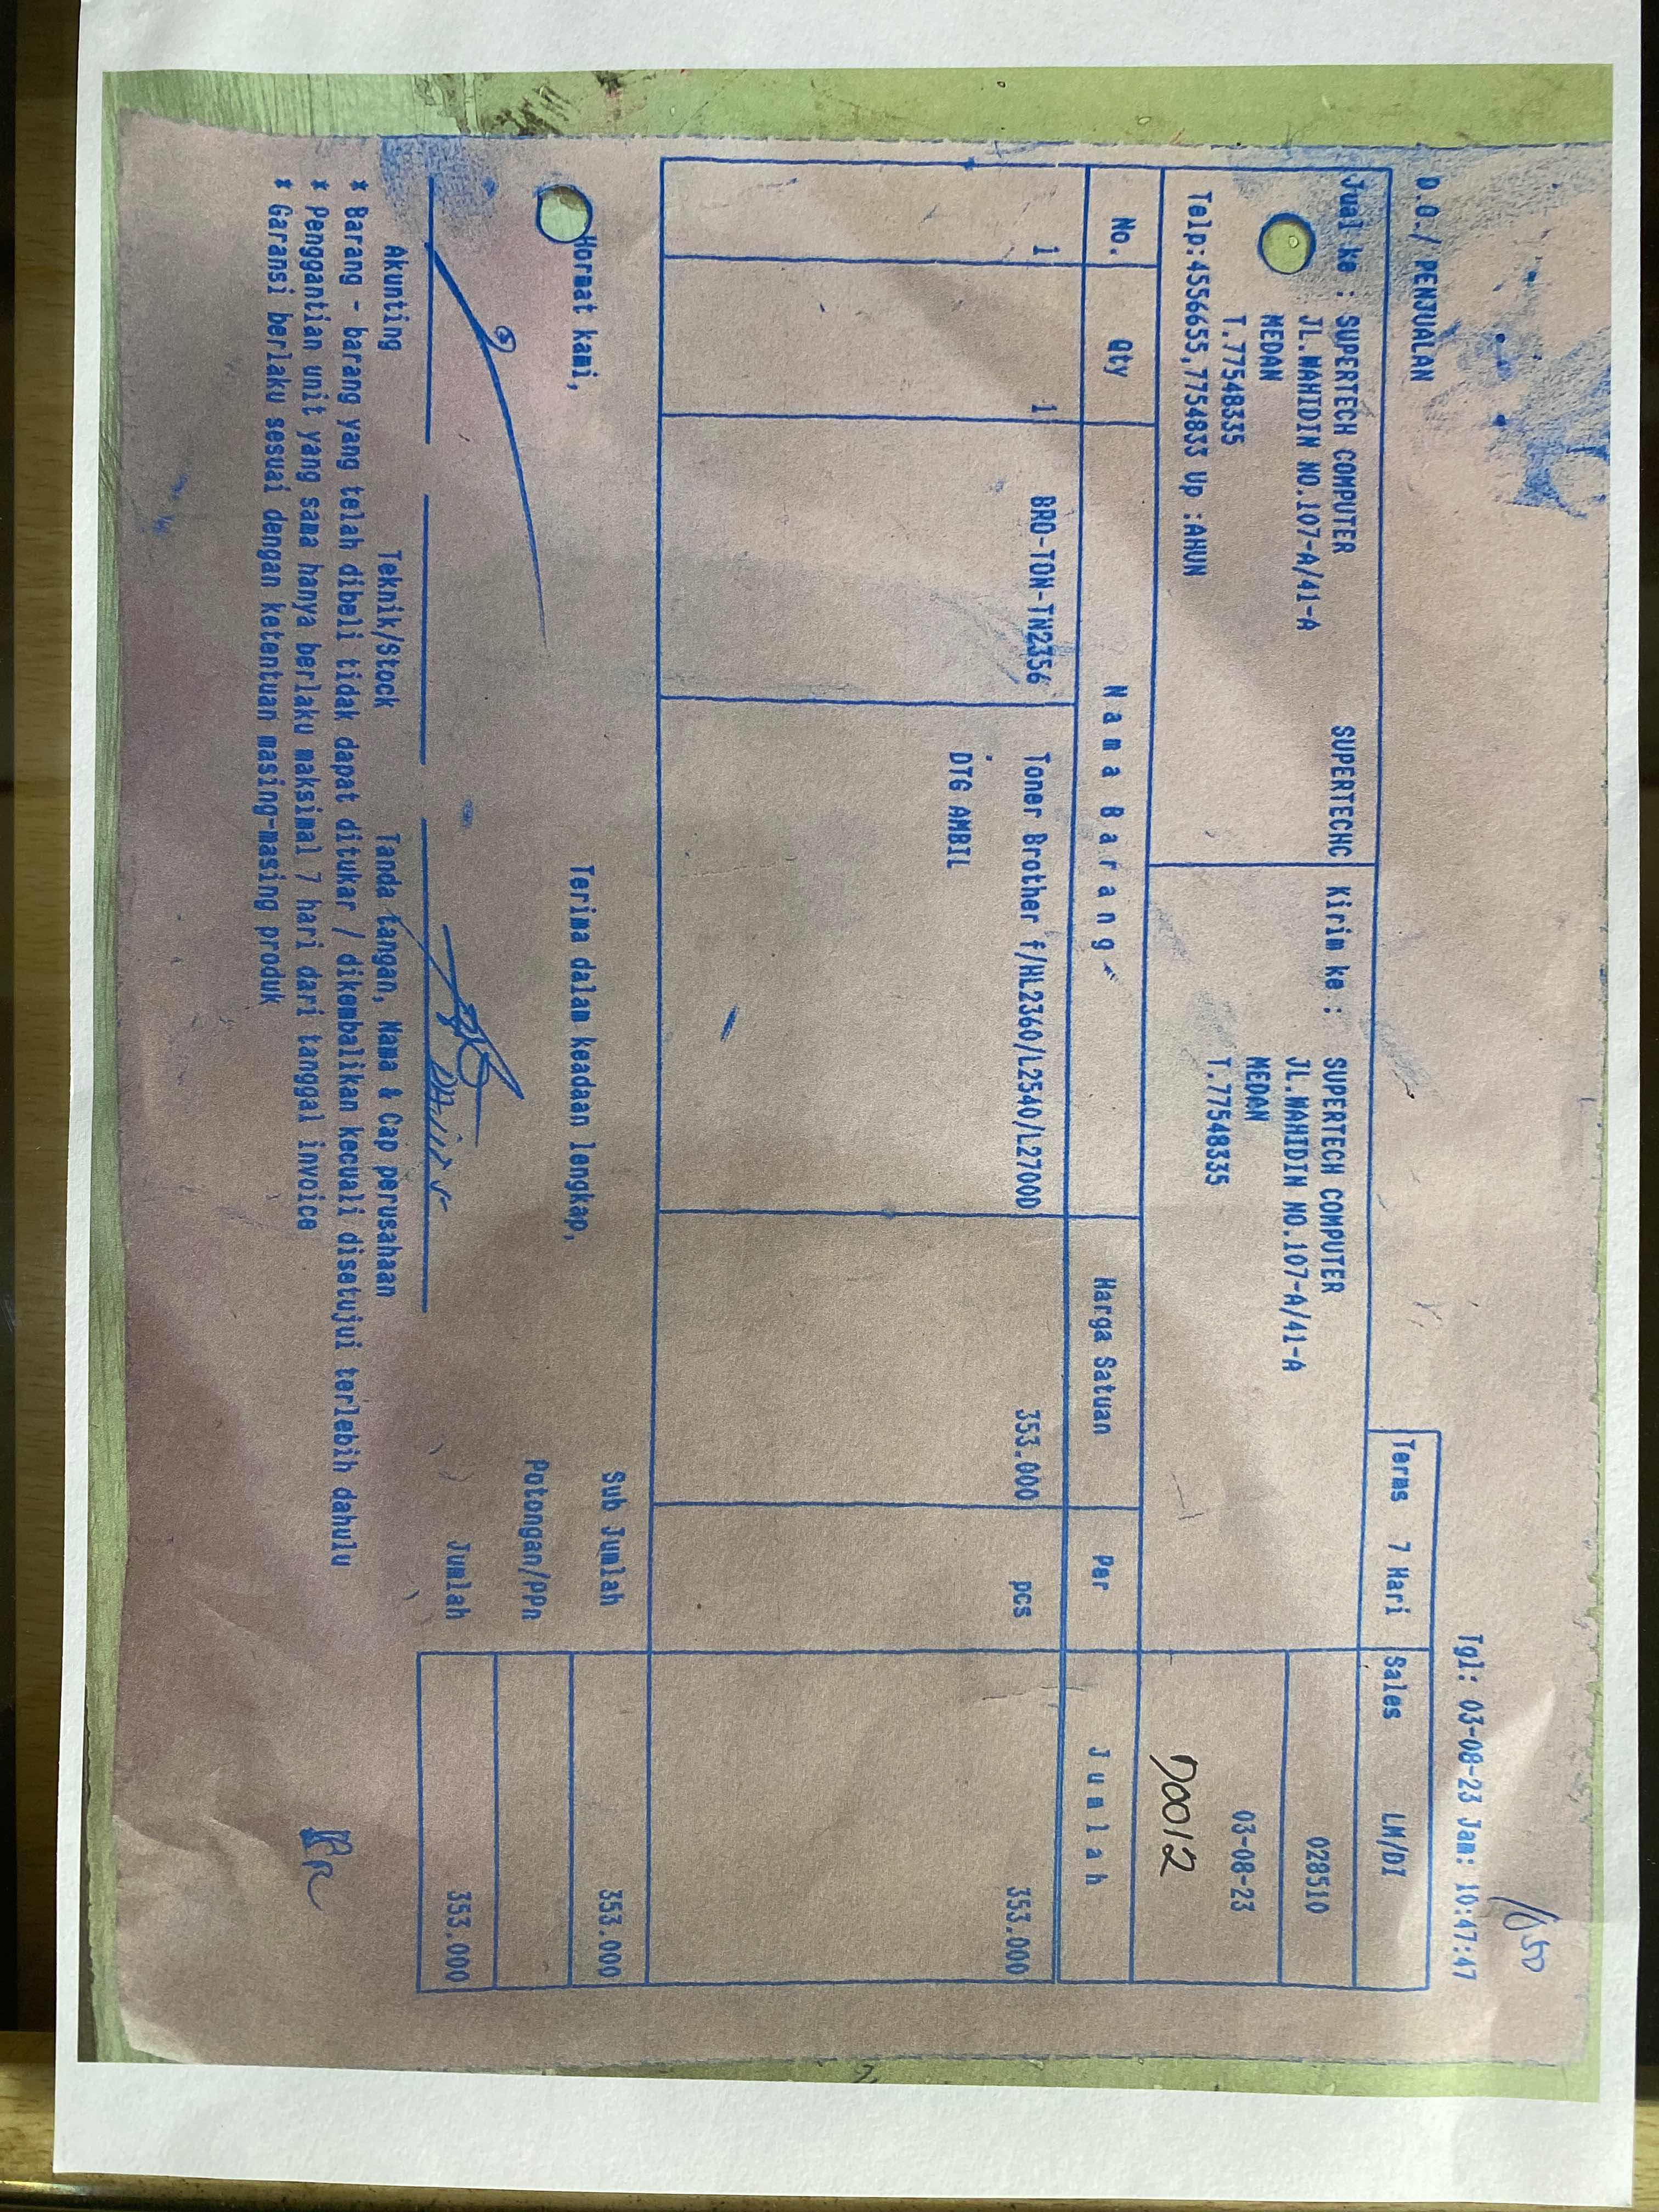 Tgl: 03-08-23 Jam: 10:47:47
D.O./ PENJUALAN
Terms 7 Hari Sales LM/DI
Jual ke : SUPERTECH COMPUTER SUPERTECHC
JL.WAHIDIN NO.107-A/41-A
MEDAN
T.77548335
Telp:4556655,7754833 Up :AHUN
Kirim ke : SUPERTECH COMPUTER
JL.WAHIDIN NO.107-A/41-A
MEDAN
T.77548335
028510
03-08-23
D0012
No. Qty Nama Barang Harga Satuan Per Jumlah
1 1 BRO-TON-TN2356 Toner Brother f/HL2360/L2540/L2700D 353.000 pcs 353.000
DTG AMBIL
Hormat kami, Terima dalam keadaan lengkap,
Sub Jumlah 353.000
Potongan/PPn
Jumlah 353.000
Akunting Teknik/Stock Tanda tangan, Nama & Cap perusahaan
* Barang - barang yang telah dibeli tidak dapat ditukar / dikembalikan kecuali disetujui terlebih dahulu
* Penggantian unit yang sama hanya berlaku maksimal 7 hari dari tanggal invoice
* Garansi berlaku sesuai dengan ketentuan masing-masing produk